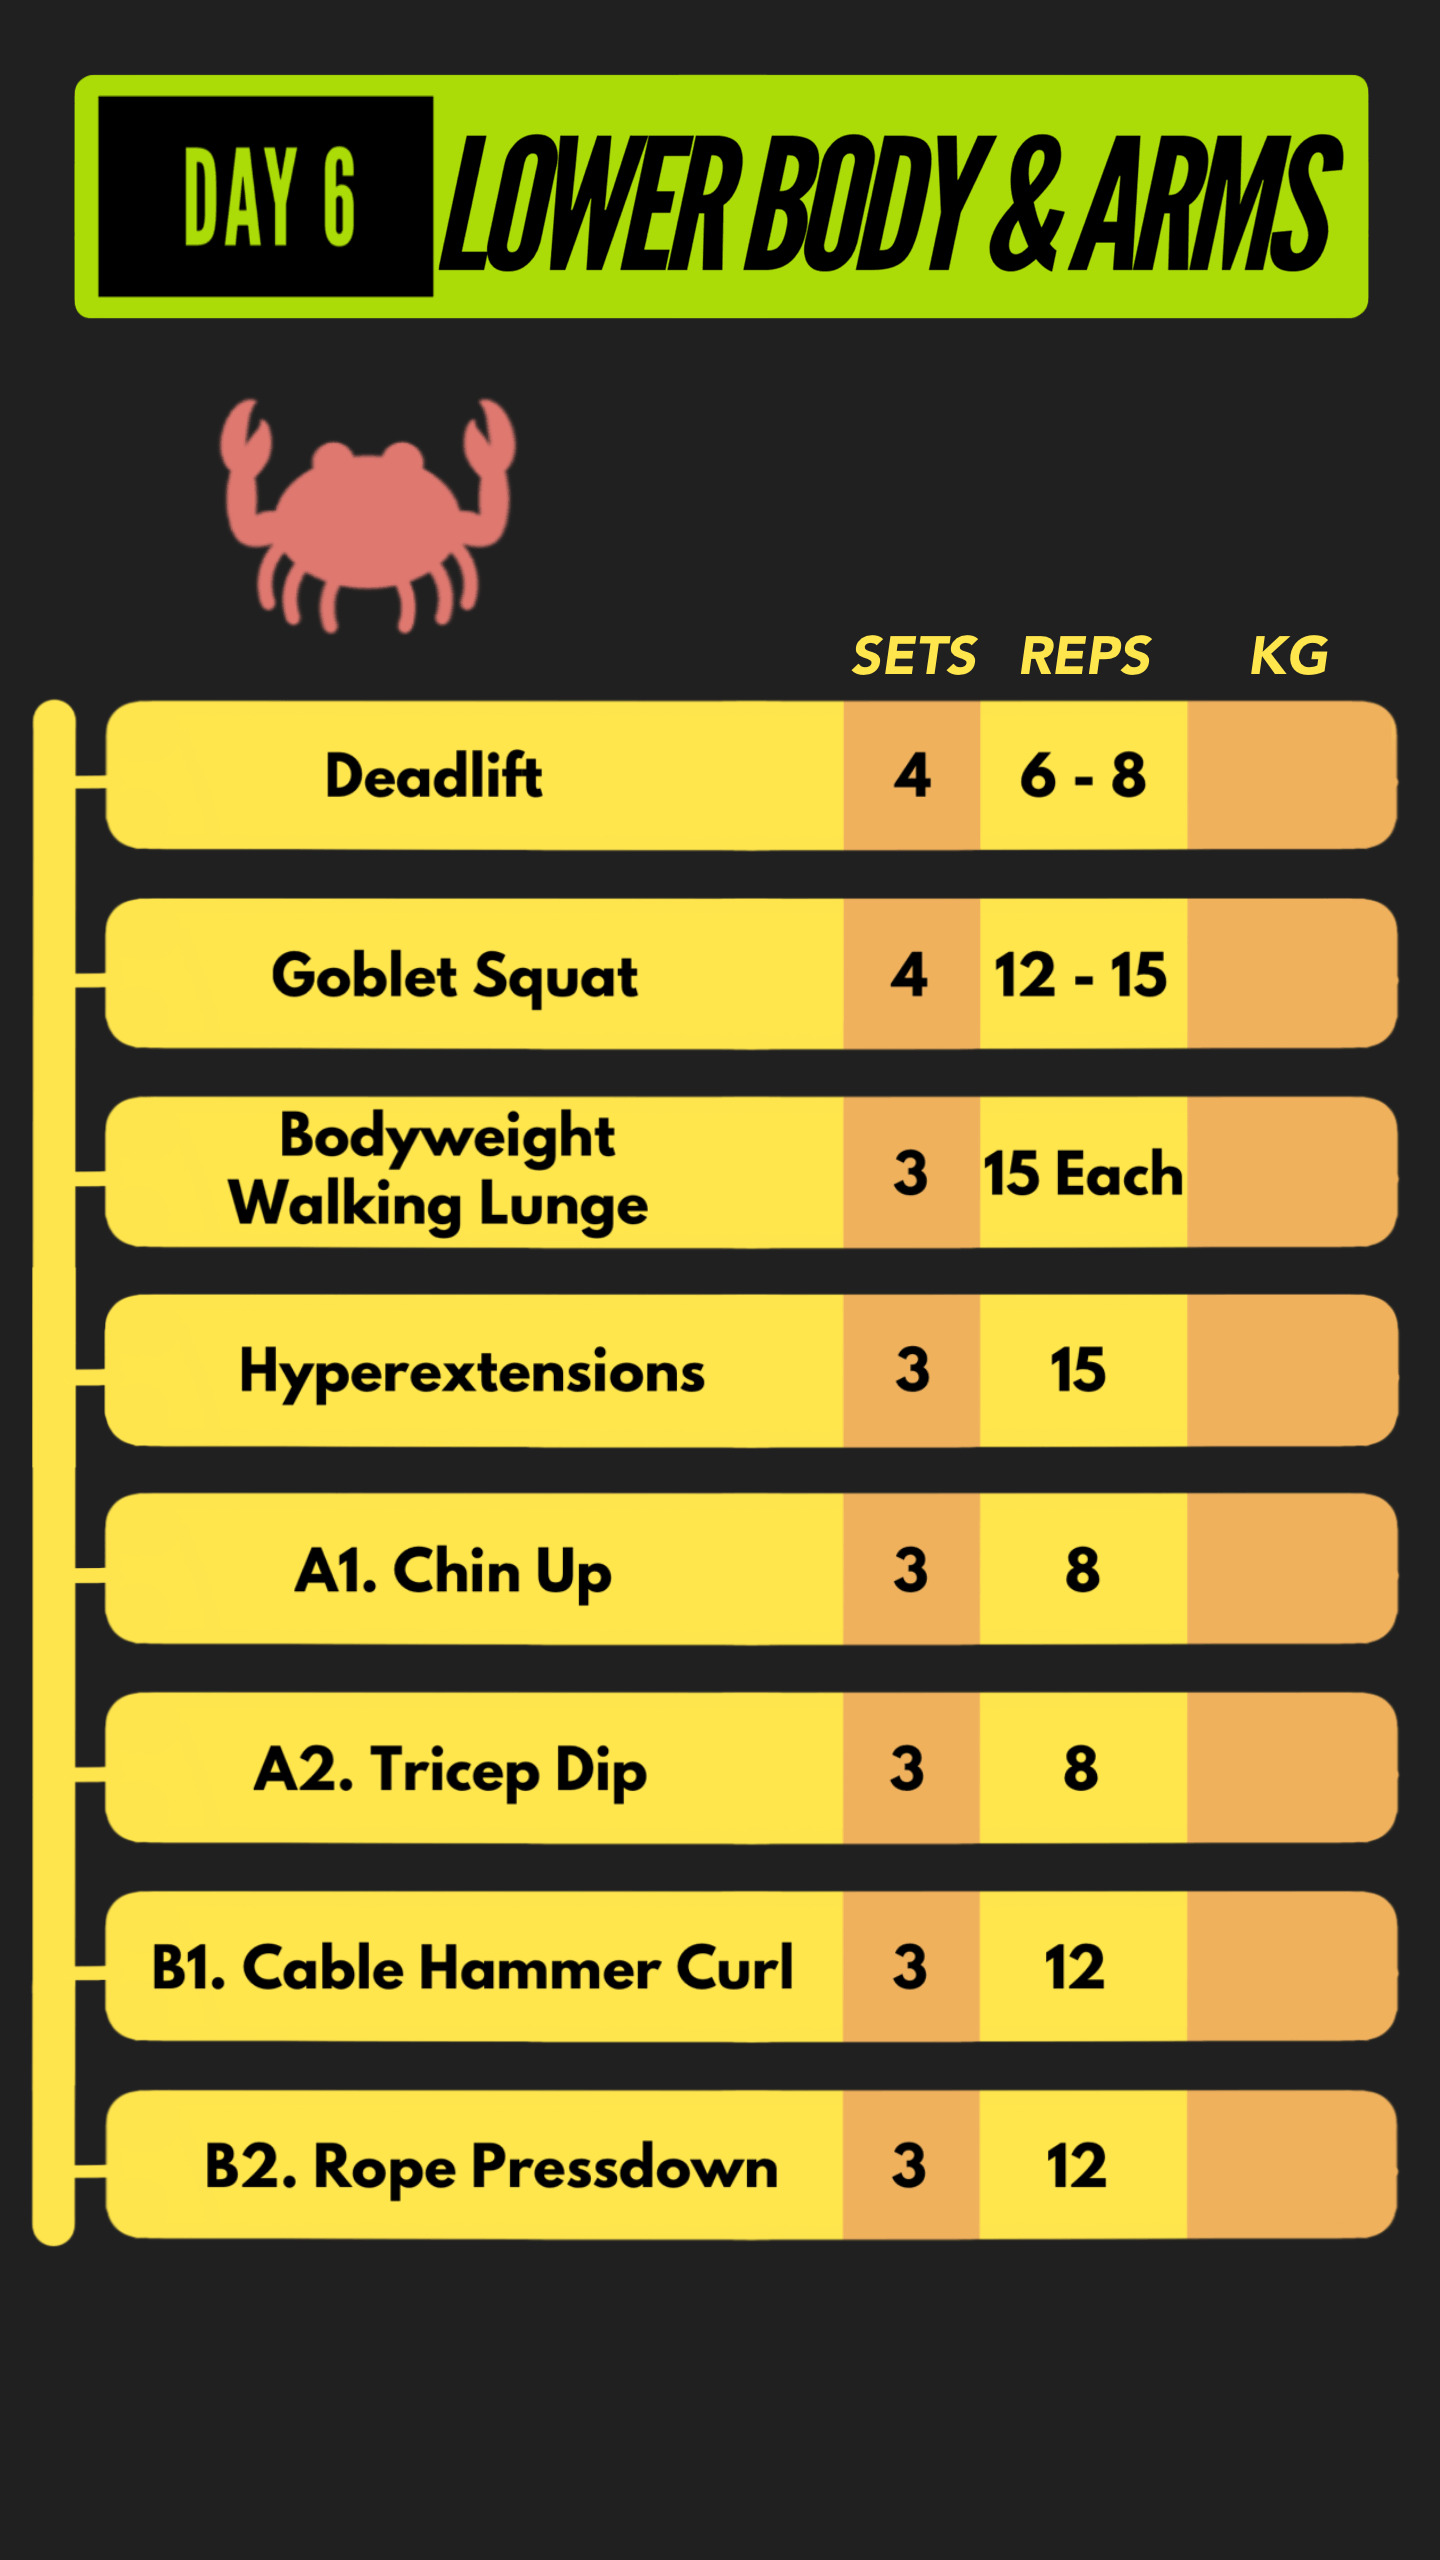 DAY 6 LOWER BODY & ARMS
SETS REPS KG
Deadlift 4 6 - 8
Goblet Squat 4 12 - 15
Bodyweight
Walking Lunge 3 15 Each
Hyperextensions 3 15
A1. Chin Up 3 8
A2. Tricep Dip 3 8
B1. Cable Hammer Curl 3 12
B2. Rope Pressdown 3 12